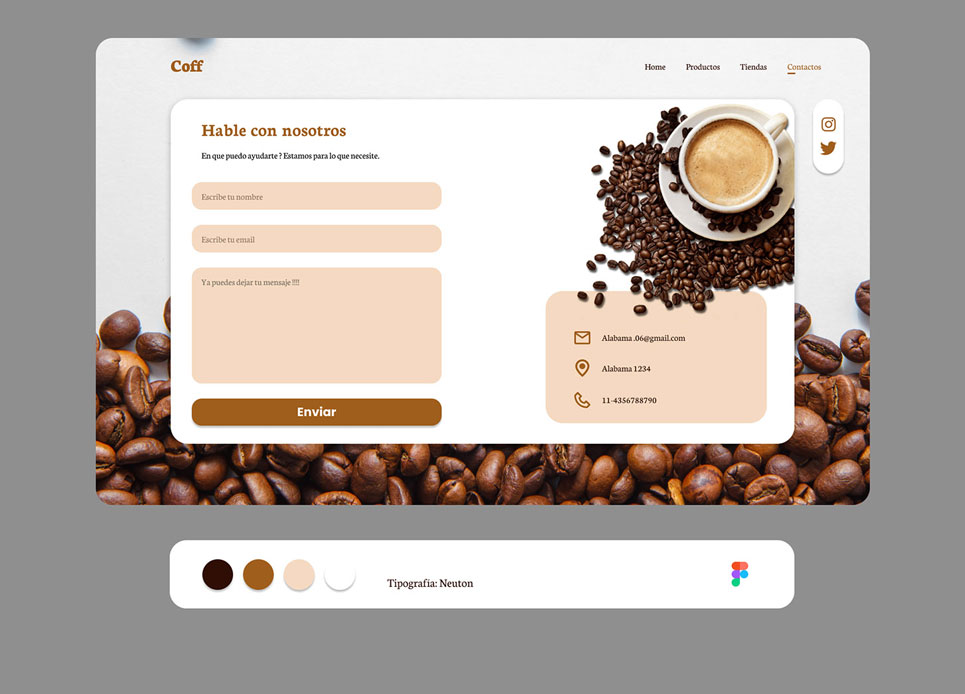 Coff
Home Productos Tiendas Contactos
Hable con nosotros
En que puedo ayudarte ? Estamos para lo que necesite.
Escribe tu nombre
Escribe tu email
Ya puedes dejar tu mensaje !!!!
Enviar
Alabama .06@gmail.com
Alabama 1234
11-4356788790
Tipografia: Neuton